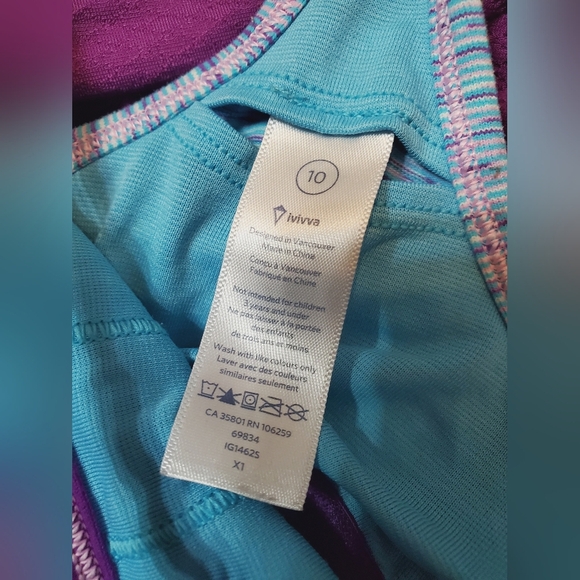 10
ivivva
Designed in Vancouver
Made in China
Conçu à Vancouver
Fabriqué en Chine
Not intended for children
3 years and under
Ne pas laisser à la portée
des enfants
de trois ans et moins
Wash with like colours only
Laver avec des couleurs
similaires seulement
CA 35801 RN 106259
69834
IG14625
X1